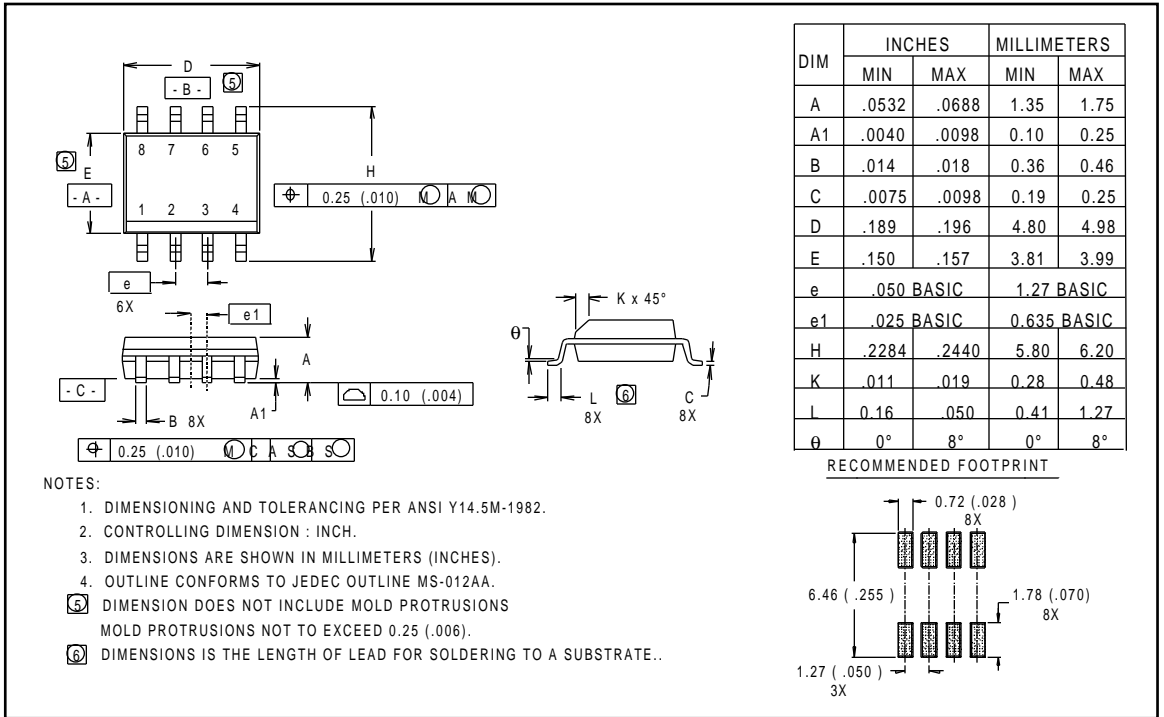 D
- B -
5
8 7 6 5
5
E
- A -
H
0.25 (.010) M A M
1 2 3 4
e
6X
e1
A
- C -
B 8X
A1
0.10 (.004)
0.25 (.010) M C A S B S
K x 45°
θ
L
8X
6
C
8X
DIM INCHES MILLIMETERS
MIN MAX MIN MAX
A .0532 .0688 1.35 1.75
A1 .0040 .0098 0.10 0.25
B .014 .018 0.36 0.46
C .0075 .0098 0.19 0.25
D .189 .196 4.80 4.98
E .150 .157 3.81 3.99
e .050 BASIC 1.27 BASIC
e1 .025 BASIC 0.635 BASIC
H .2284 .2440 5.80 6.20
K .011 .019 0.28 0.48
L 0.16 .050 0.41 1.27
θ 0° 8° 0° 8°
NOTES:
1. DIMENSIONING AND TOLERANCING PER ANSI Y14.5M-1982.
2. CONTROLLING DIMENSION : INCH.
3. DIMENSIONS ARE SHOWN IN MILLIMETERS (INCHES).
4. OUTLINE CONFORMS TO JEDEC OUTLINE MS-012AA.
5 DIMENSION DOES NOT INCLUDE MOLD PROTRUSIONS
MOLD PROTRUSIONS NOT TO EXCEED 0.25 (.006).
6 DIMENSIONS IS THE LENGTH OF LEAD FOR SOLDERING TO A SUBSTRATE..
RECOMMENDED FOOTPRINT
0.72 (.028 )
8X
6.46 ( .255 )
1.78 (.070)
8X
1.27 ( .050 )
3X